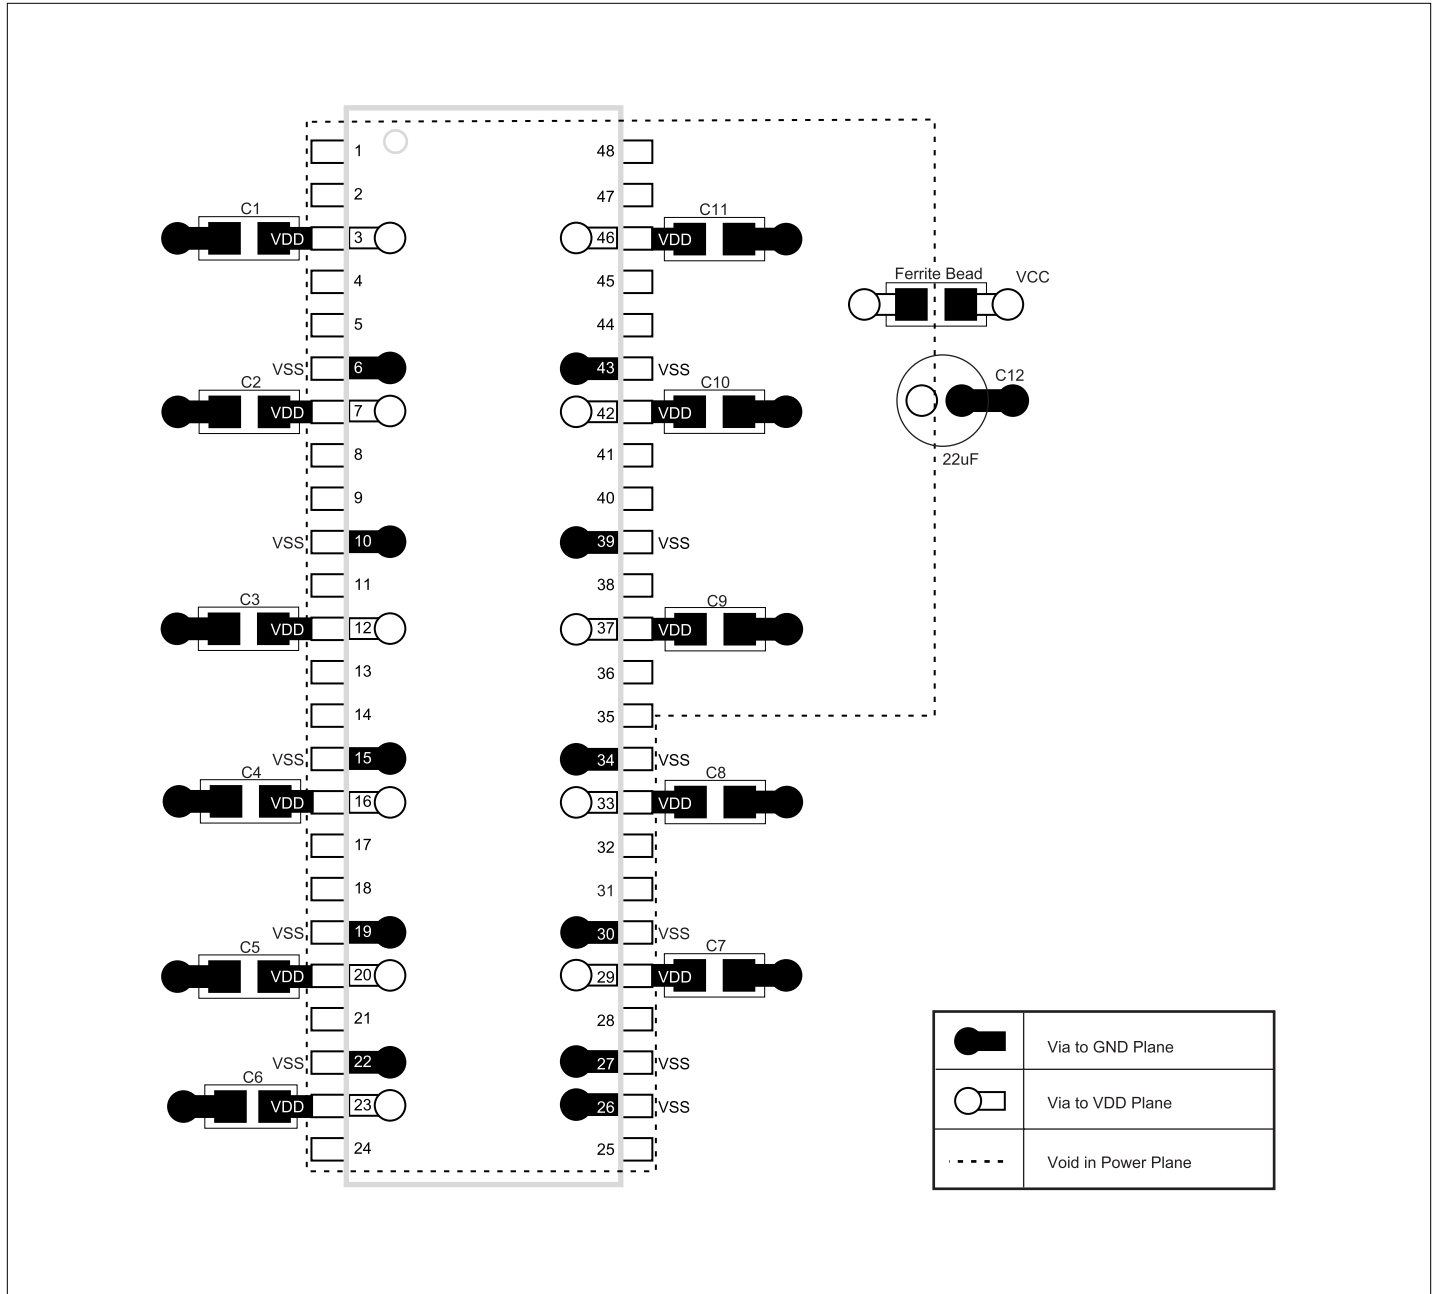 1 48
2 47
C1 C11
VDD 3 46 VDD
4 45
Ferrite Bead VCC
5 44
VSS 6 43 VSS
C2 C10 C12
VDD 7 42 VDD
8 41
22uF
9 40
VSS 10 39 VSS
11 38
C3 C9
VDD 12 37 VDD
13 36
14 35
VSS 15 34 VSS
C4 C8
VDD 16 33 VDD
17 32
18 31
VSS 19 30 VSS
C5 C7
VDD 20 29 VDD
21 28
VSS 22 27 VSS
C6
VDD 23 26 VSS
24 25
Via to GND Plane
Via to VDD Plane
Void in Power Plane